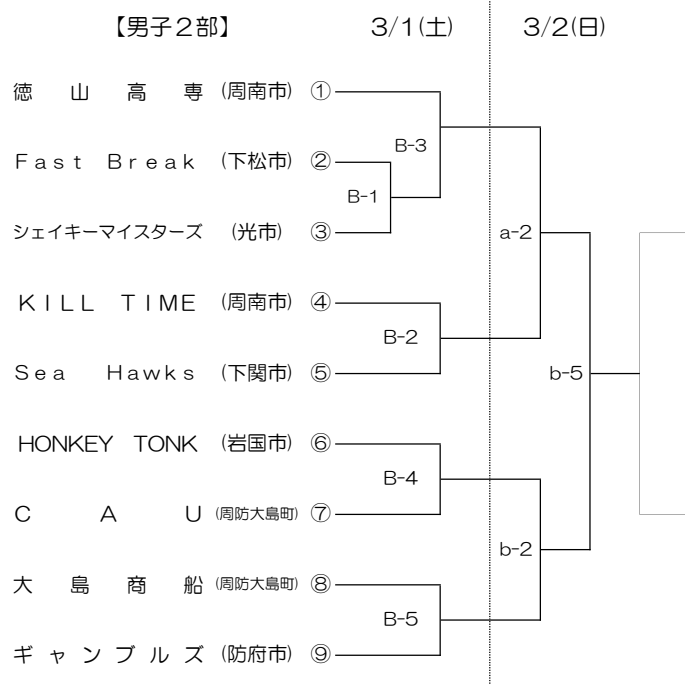 【男子２部】 3/1(土) 3/2(日)
徳山高専 (周南市) ①
B-3
Ｆａｓｔ Ｂｒｅａｋ (下松市) ②
B-1
シェイキーマイスターズ (光市) ③
a-2
ＫＩＬＬ ＴＩＭＥ (周南市) ④
B-2
Ｓｅａ Ｈａｗｋｓ (下関市) ⑤
b-5
HONKEY TONK (岩国市) ⑥
B-4
Ｃ Ａ Ｕ (周防大島町) ⑦
b-2
大島商船 (周防大島町) ⑧
B-5
ギャンブルズ (防府市) ⑨